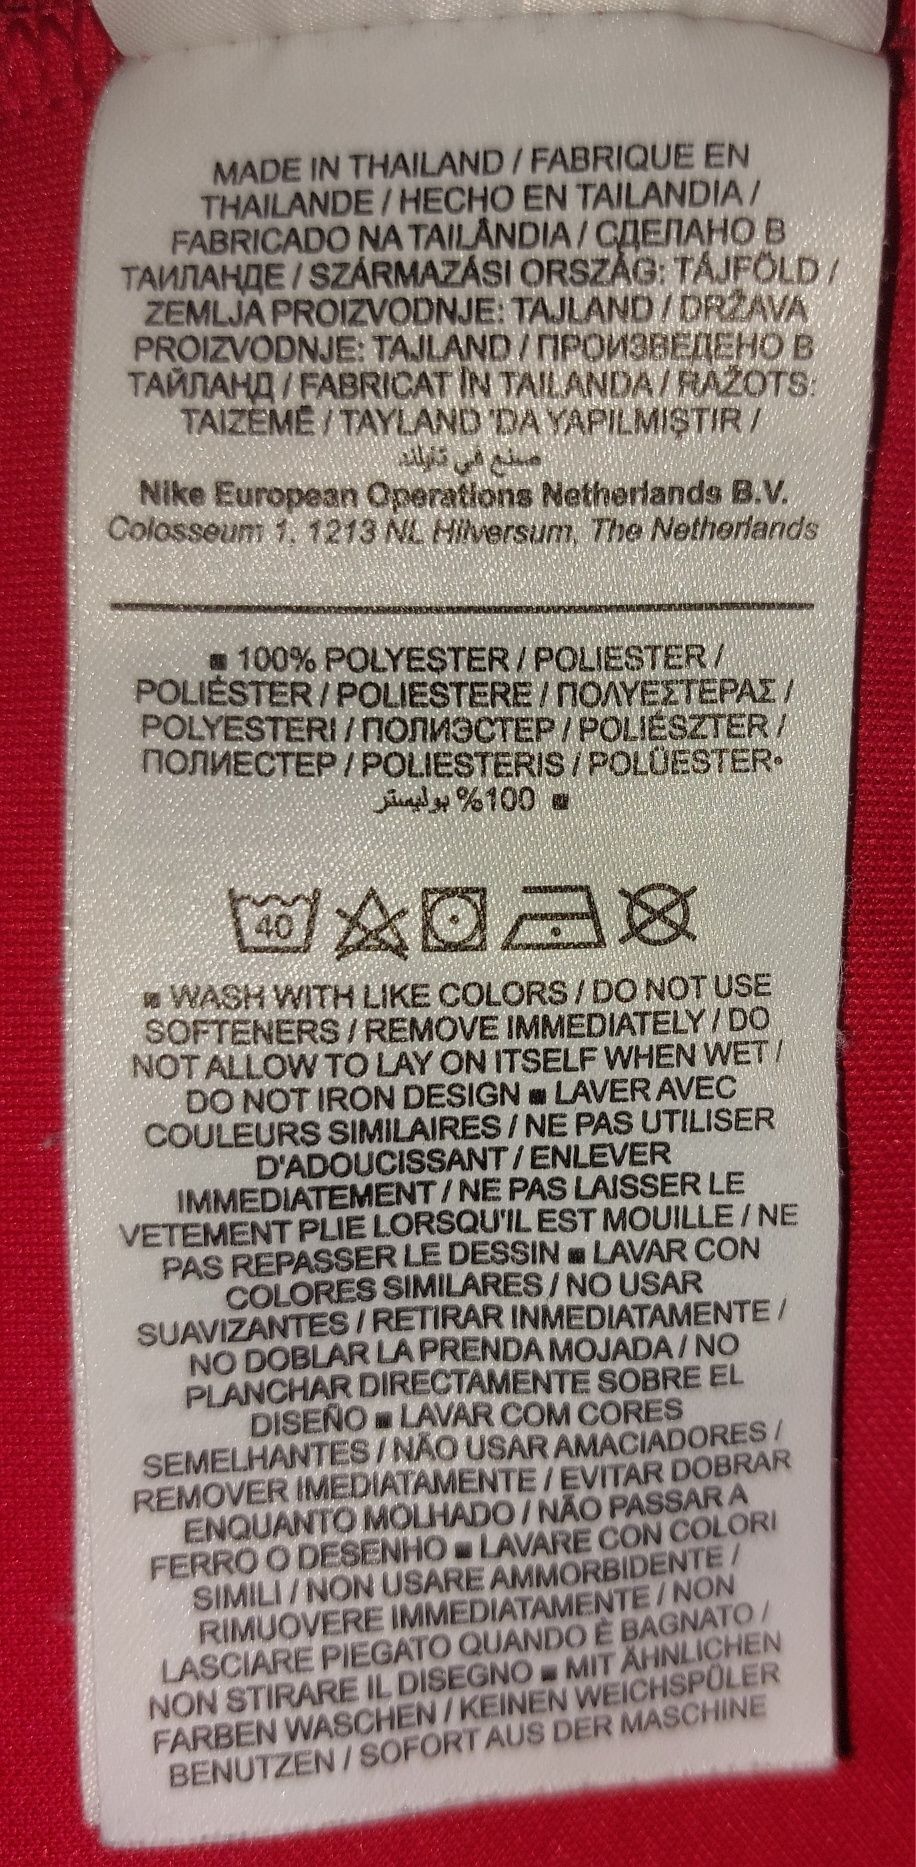 MADE IN THAILAND / FABRIQUE EN
THAILANDE / HECHO EN TAILANDIA /
FABRICADO NA TAILÂNDIA / СДЕЛАНО В
ТАИЛАНДЕ / SZÁRMAZÁSI ORSZÁG: TÁJFÖLD /
ZEMLJA PROIZVODNJE: TAJLAND / DRŽAVA
PROIZVODNJE: TAJLAND / ПРОИЗВЕДЕНО В
ТАЙЛАНД / FABRICAT ÎN TAILANDA / RAŽOTS:
TAIZEMĒ / TAYLAND 'DA YAPILMIŞTIR /
صنع في تايلاند
Nike European Operations Netherlands B.V.
Colosseum 1, 1213 NL Hilversum, The Netherlands
■ 100% POLYESTER / POLIESTER /
POLIÉSTER / POLIESTERE / ΠΟΛΥΕΣΤΕΡΑΣ /
POLYESTERI / ПОЛИЭСТЕР / POLIÉSZTER /
ПОЛИЕСТЕР / POLIESTERIS / POLÜESTER•
■ 100% بوليستر
40
■ WASH WITH LIKE COLORS / DO NOT USE
SOFTENERS / REMOVE IMMEDIATELY / DO
NOT ALLOW TO LAY ON ITSELF WHEN WET /
DO NOT IRON DESIGN ■ LAVER AVEC
COULEURS SIMILAIRES / NE PAS UTILISER
D'ADOUCISSANT / ENLEVER
IMMEDIATEMENT / NE PAS LAISSER LE
VETEMENT PLIE LORSQU'IL EST MOUILLE / NE
PAS REPASSER LE DESSIN ■ LAVAR CON
COLORES SIMILARES / NO USAR
SUAVIZANTES / RETIRAR INMEDIATAMENTE /
NO DOBLAR LA PRENDA MOJADA / NO
PLANCHAR DIRECTAMENTE SOBRE EL
DISEÑO ■ LAVAR COM CORES
SEMELHANTES / NÃO USAR AMACIADORES /
REMOVER IMEDIATAMENTE / EVITAR DOBRAR
ENQUANTO MOLHADO / NÃO PASSAR A
FERRO O DESENHO ■ LAVARE CON COLORI
SIMILI / NON USARE AMMORBIDENTE /
RIMUOVERE IMMEDIATAMENTE / NON
LASCIARE PIEGATO QUANDO È BAGNATO /
NON STIRARE IL DISEGNO ■ MIT ÄHNLICHEN
FARBEN WASCHEN / KEINEN WEICHSPÜLER
BENUTZEN / SOFORT AUS DER MASCHINE